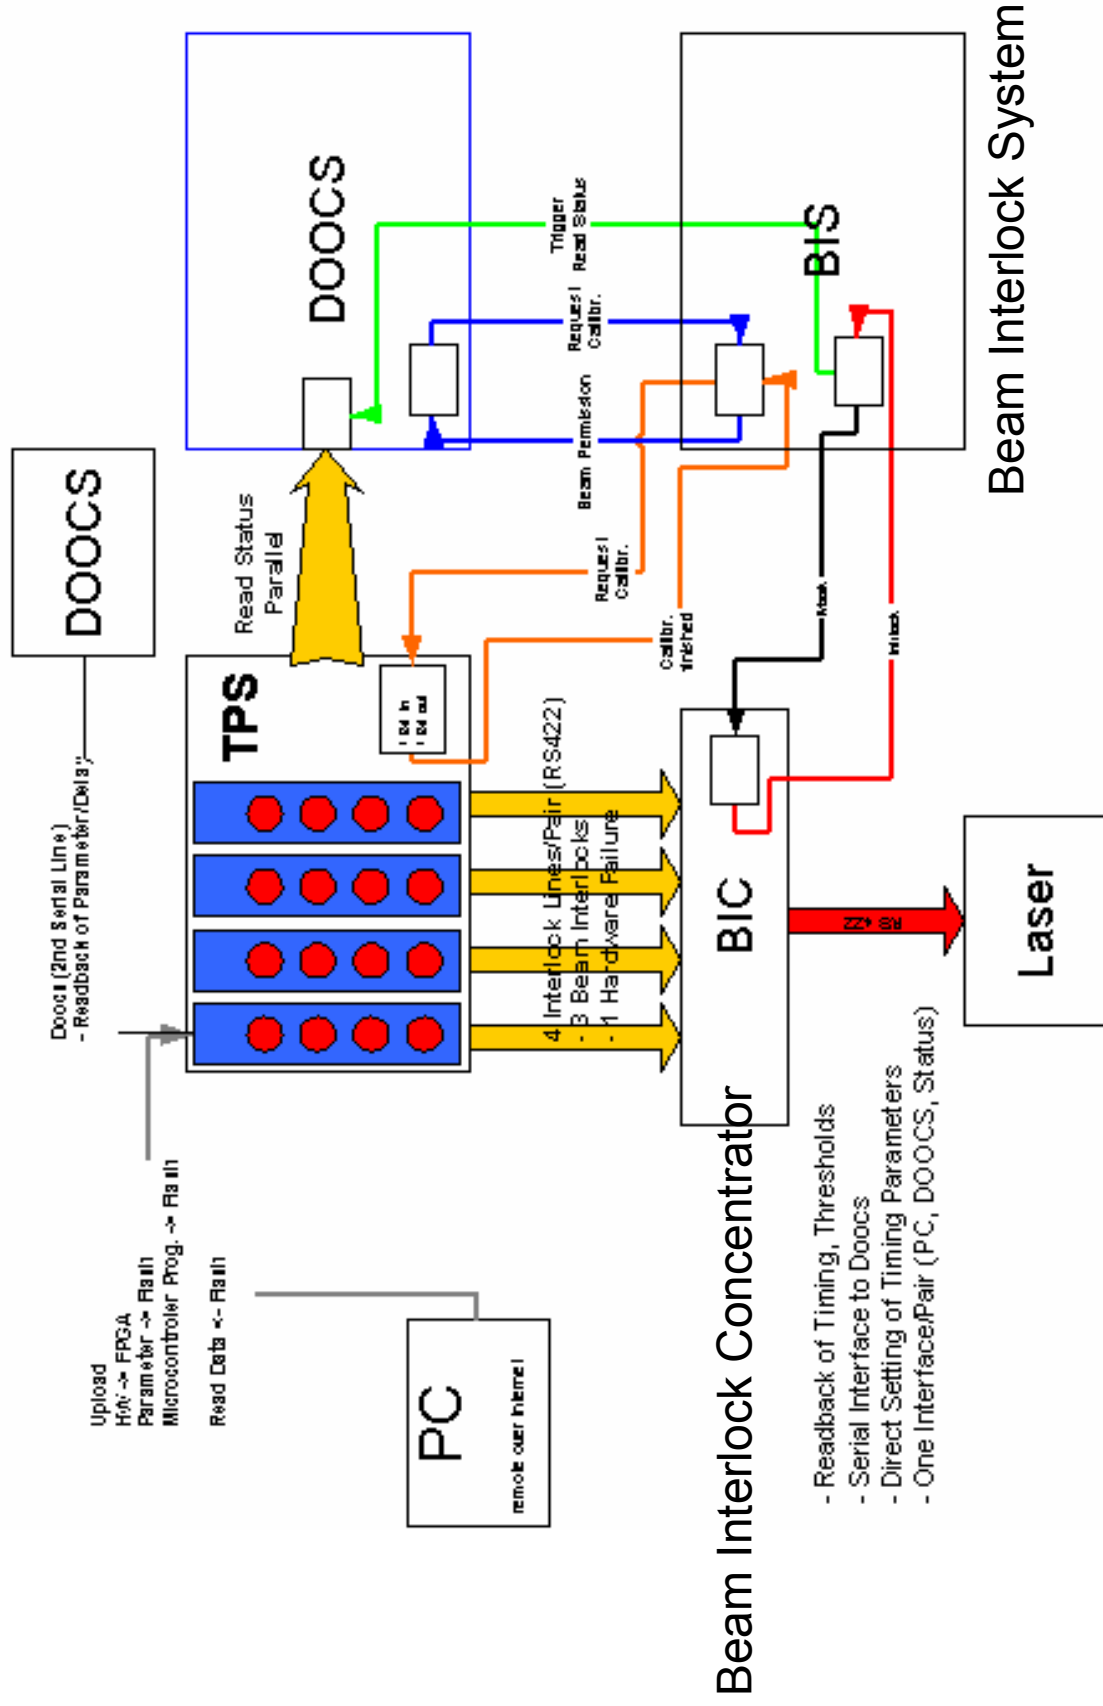 Doocs (2nd Serial Line)
- Readback of Parameter/Delay
DOOCS
Upload
H/W -> FPGA
Parameter -> Flash
Microcontroler Prog. -> Flash
Read Data <- Flash
PC
remote over Internet
TPS
124 in
124 out
Read Status
Parallel
DOOCS
4 Interlock Lines/Pair (RS422)
- 3 Beam Interlocks
- 1 Hardware Failure
Request
Calibr.
Calibr.
finished
Beam Permission
Request
Calibr.
Trigger
Read Status
BIC
BIS
Interlock
RS 422
Laser
Beam Interlock Concentrator
Beam Interlock System
- Readback of Timing, Thresholds
- Serial Interface to Doocs
- Direct Setting of Timing Parameters
- One Interface/Pair (PC, DOOCS, Status)